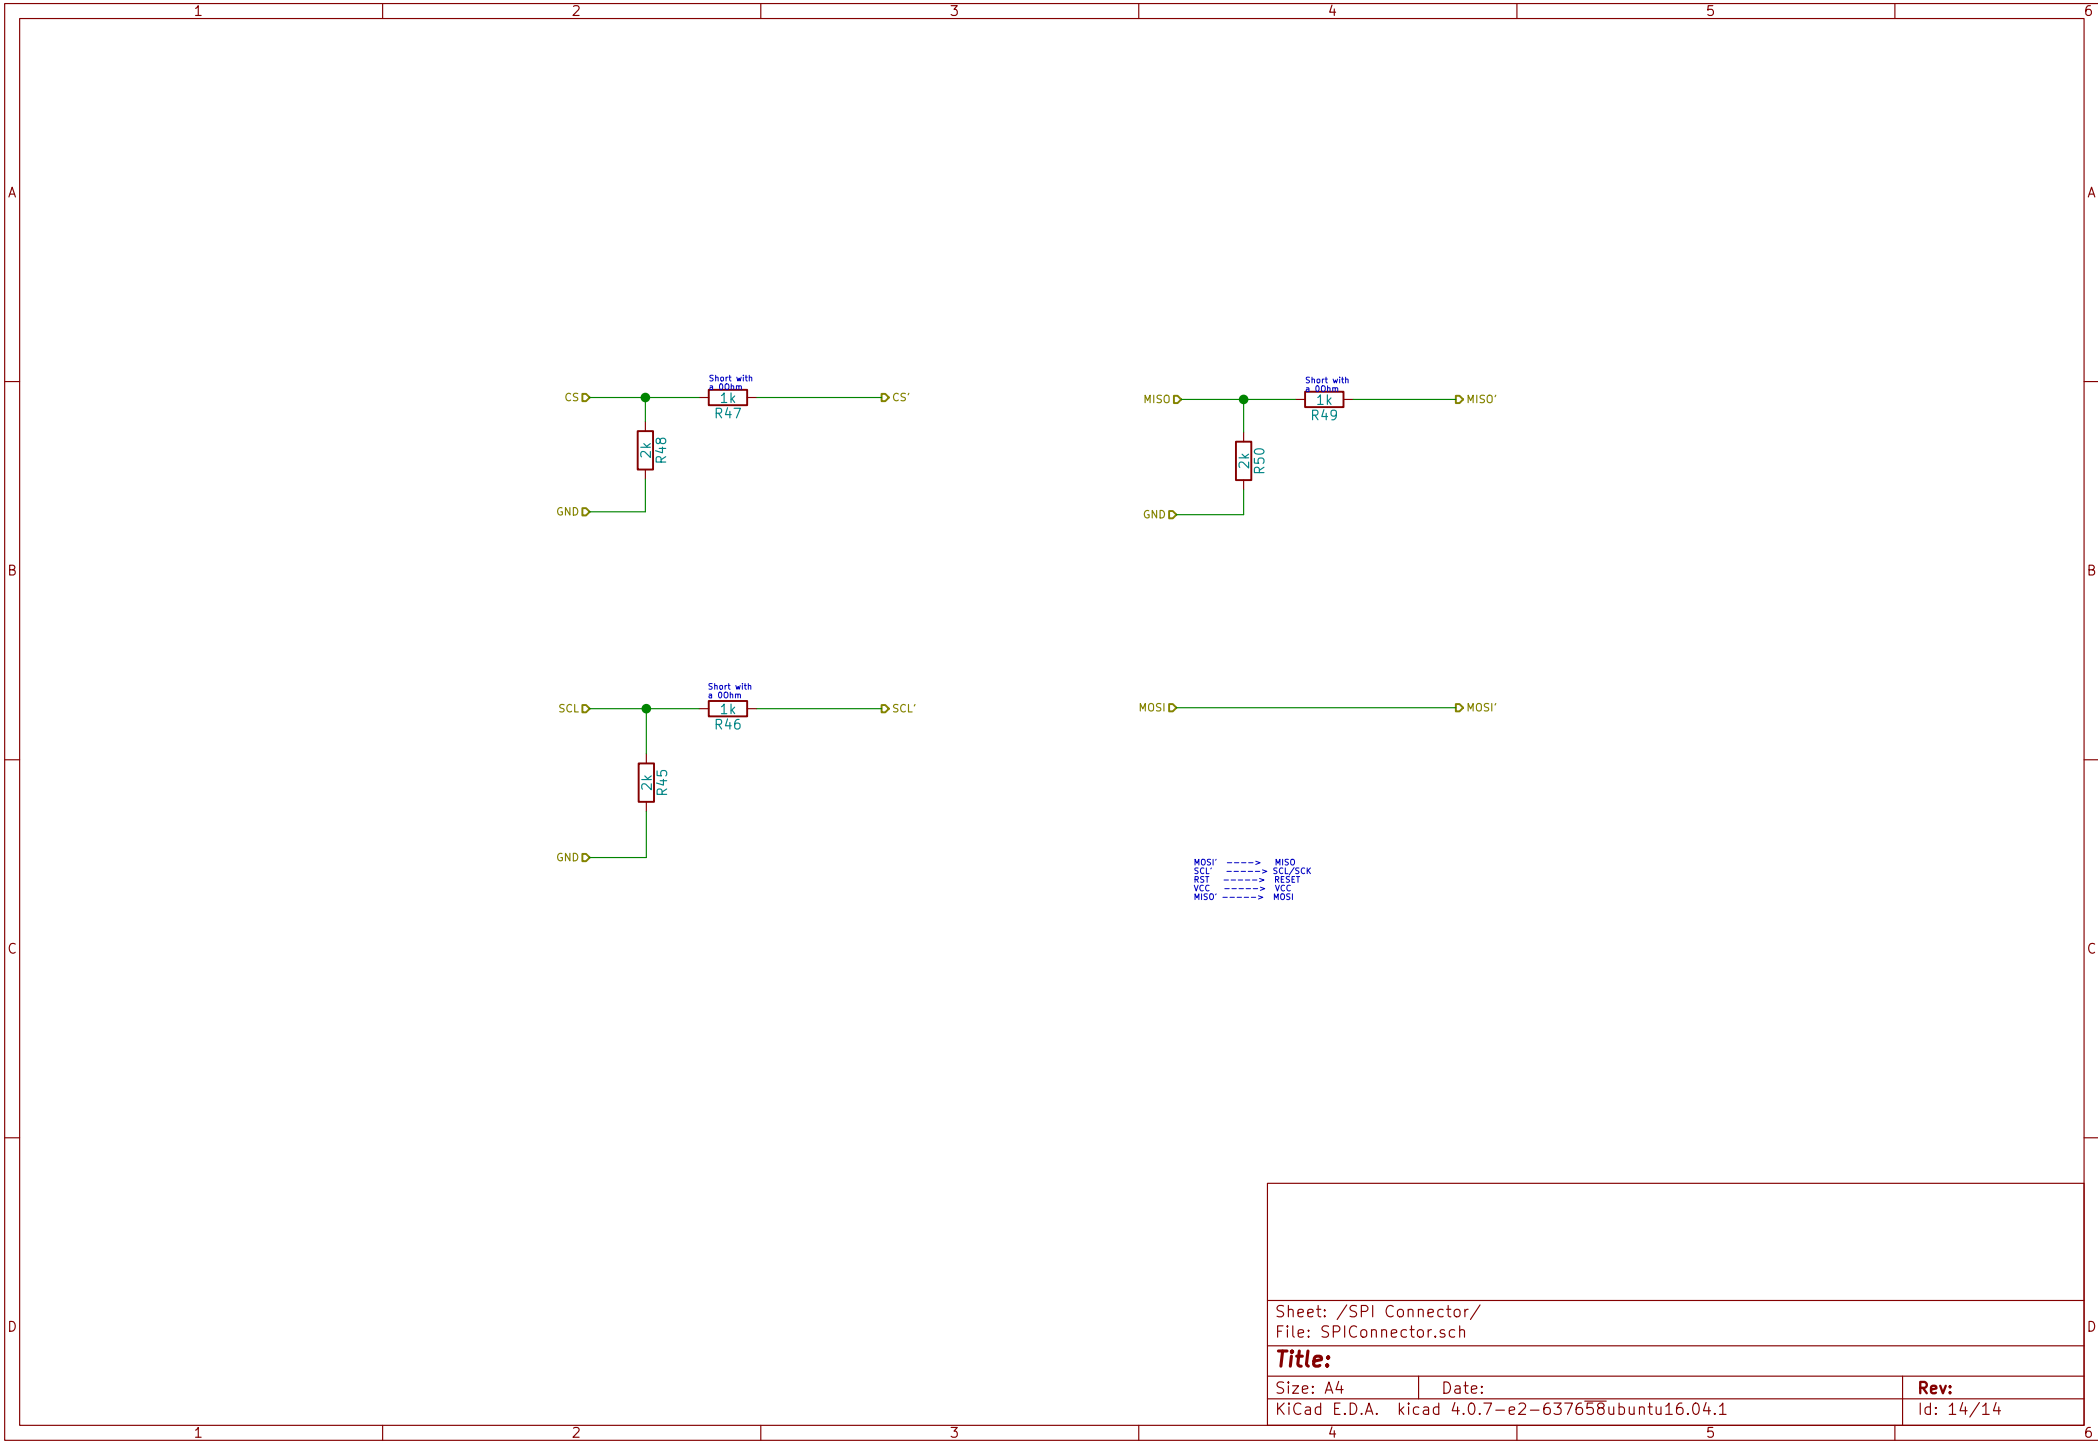 1 2 3 4 5 6
A A
Short with
a 0Ohm
CS 1k CS'
R47
2k R48
GND
Short with
a 0Ohm
MISO 1k MISO'
R49
2k R50
GND
B B
Short with
a 0Ohm
SCL 1k SCL'
R46
2k R45
GND
MOSI MOSI'
MOSI' ----> MISO
SCL' -----> SCL/SCK
RST -----> RESET
VCC -----> VCC
MISO' -----> MOSI
C C
Sheet: /SPI Connector/
File: SPIConnector.sch
D D
Title:
Size: A4 Date: Rev:
KiCad E.D.A. kicad 4.0.7-e2-637658ubuntu16.04.1 Id: 14/14
1 2 3 4 5 6